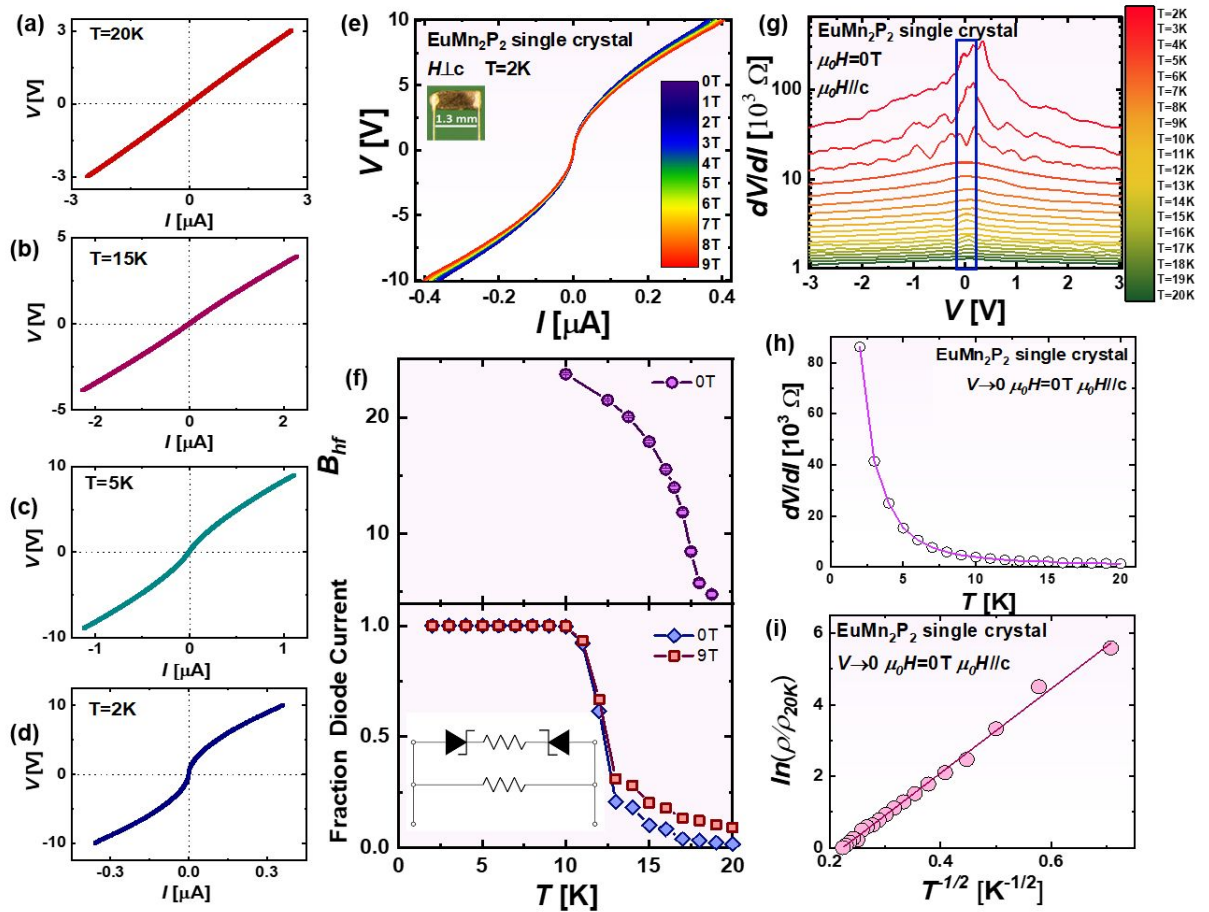 (a)
T=20K
3
0
-3
V[V]
-3
0
3
I [µA]
(b)
T=15K
5
0
-5
V[V]
-2
0
2
I [µA]
(c)
T=5K
10
0
-10
V[V]
-1
0
1
I [µA]
(d)
T=2K
10
0
-10
V[V]
-0.3
0.0
0.3
I [µA]
(e)
EuMn2P2 single crystal
H⊥c T=2K
1.3 mm
10
5
0
-5
-10
V [V]
-0.4
-0.2
0.0
0.2
0.4
I [µA]
0T
1T
2T
3T
4T
5T
6T
7T
8T
9T
(f)
0T
20
10
Bhf
0T
9T
1.0
0.5
0.0
Fraction Diode Current
0
5
10
15
20
T [K]
(g)
EuMn2P2 single crystal
µ0H=0T
µ0H//c
100
10
1
dV/dI [10³ Ω]
-3
-2
-1
0
1
2
3
V [V]
T=2K
T=3K
T=4K
T=5K
T=6K
T=7K
T=8K
T=9K
T=10K
T=11K
T=12K
T=13K
T=14K
T=15K
T=16K
T=17K
T=18K
T=19K
T=20K
(h)
EuMn2P2 single crystal
V→0 µ0H=0T µ0H//c
80
60
40
20
0
dV/dI [10³ Ω]
0
5
10
15
20
T [K]
(i)
EuMn2P2 single crystal
V→0 µ0H=0T µ0H//c
6
4
2
0
ln(ρ/ρ20K)
0.2
0.4
0.6
T-1/2 [K-1/2]